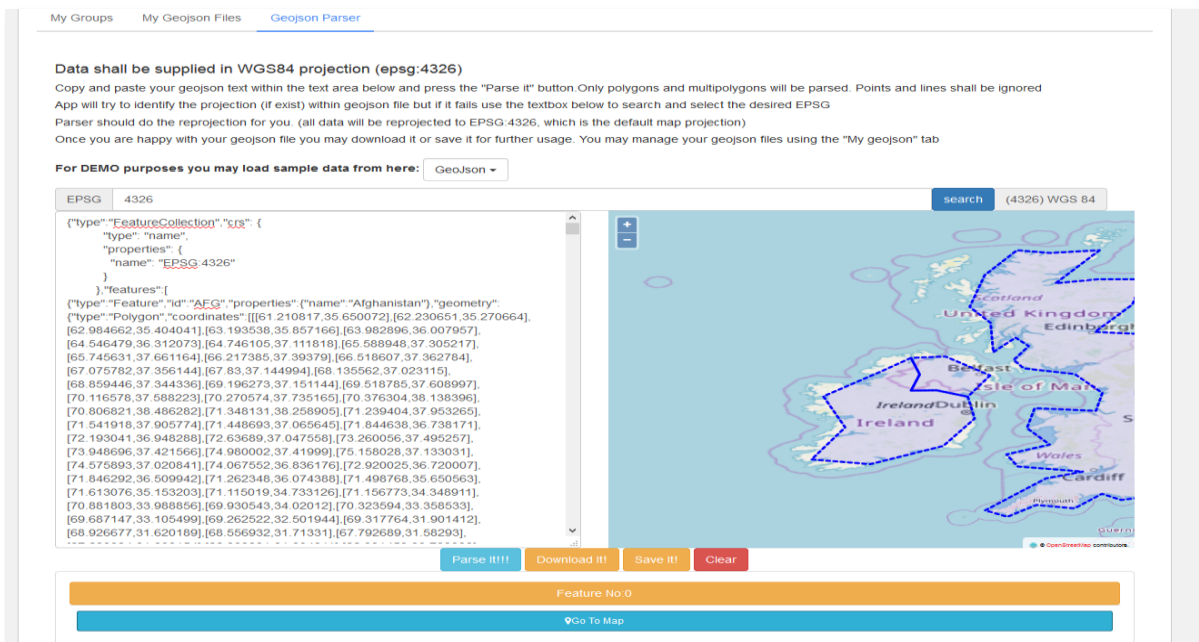 My Groups My Geojson Files Geojson Parser
Data shall be supplied in WGS84 projection (epsg:4326)
Copy and paste your geojson text within the text area below and press the "Parse it" button.Only polygons and multipolygons will be parsed. Points and lines shall be ignored
App will try to identify the projection (if exist) within geojson file but if it fails use the textbox below to search and select the desired EPSG
Parser should do the reprojection for you. (all data will be reprojected to EPSG:4326, which is the default map projection)
Once you are happy with your geojson file you may download it or save it for further usage. You may manage your geojson files using the "My geojson" tab
For DEMO purposes you may load sample data from here: GeoJson
EPSG 4326 search (4326) WGS 84
{"type":"FeatureCollection","crs": {
"type": "name",
"properties": {
"name": "EPSG:4326"
}
},"features":[
{"type":"Feature","id":"AFG","properties":{"name":"Afghanistan"},"geometry":
{"type":"Polygon","coordinates":[[[61.210817,35.650072],[62.230651,35.270664],
[62.984662,35.404041],[63.193538,35.857166],[63.982896,36.007957],
[64.546479,36.312073],[64.746105,37.111818],[65.588948,37.305217],
[65.745631,37.661164],[66.217385,37.39379],[66.518607,37.362784],
[67.075782,37.356144],[67.83,37.144994],[68.135562,37.023115],
[68.859446,37.344336],[69.196273,37.151144],[69.518785,37.608997],
[70.116578,37.588223],[70.270574,37.735165],[70.376304,38.138396],
[70.806821,38.486282],[71.348131,38.258905],[71.239404,37.953265],
[71.541918,37.905774],[71.448693,37.065645],[71.844638,36.738171],
[72.193041,36.948288],[72.63689,37.047558],[73.260056,37.495257],
[73.948696,37.421566],[74.980002,37.41999],[75.158028,37.133031],
[74.575893,37.020841],[74.067552,36.836176],[72.920025,36.720007],
[71.846292,36.509942],[71.262348,36.074388],[71.498768,35.650563],
[71.613076,35.153203],[71.115019,34.733126],[71.156773,34.348911],
[70.881803,33.988856],[69.930543,34.02012],[70.323594,33.358533],
[69.687147,33.105499],[69.262522,32.501944],[69.317764,31.901412],
[68.926677,31.620189],[68.556932,31.71331],[67.792689,31.58293],
+
−
Scotland
United Kingdom
Edinburgh
Belfast
Isle of Man
Ireland Dublin
Ireland
S
Wales
Cardiff
Plymouth
Guern
© OpenStreetMap contributors.
Parse It!!! Download It! Save It! Clear
Feature No:0
Go To Map